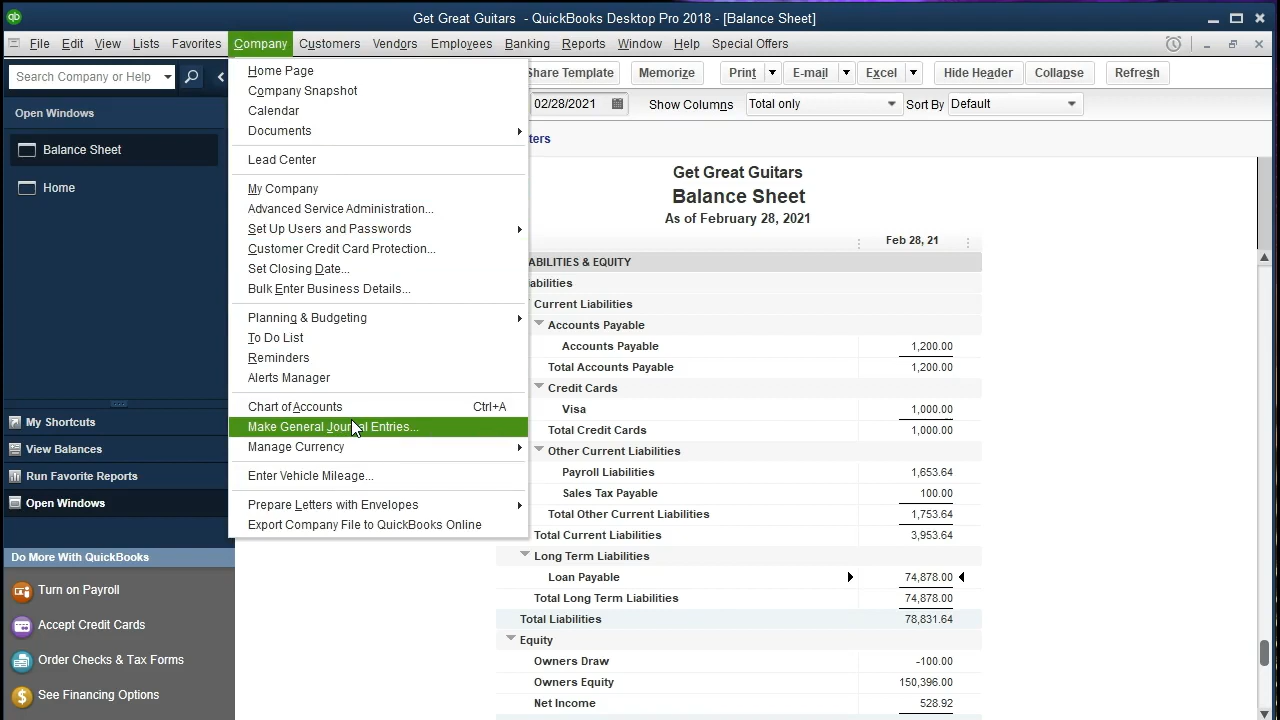 Get Great Guitars - QuickBooks Desktop Pro 2018 - [Balance Sheet]
File Edit View Lists Favorites Company Customers Vendors Employees Banking Reports Window Help Special Offers
Search Company or Help
Open Windows
Balance Sheet
Home
My Shortcuts
View Balances
Run Favorite Reports
Open Windows
Do More With QuickBooks
Turn on Payroll
Accept Credit Cards
Order Checks & Tax Forms
See Financing Options
Home Page
Company Snapshot
Calendar
Documents
Lead Center
My Company
Advanced Service Administration...
Set Up Users and Passwords
Customer Credit Card Protection...
Set Closing Date...
Bulk Enter Business Details...
Planning & Budgeting
To Do List
Reminders
Alerts Manager
Chart of Accounts Ctrl+A
Make General Journal Entries...
Manage Currency
Enter Vehicle Mileage...
Prepare Letters with Envelopes
Export Company File to QuickBooks Online
Share Template Memorize Print E-mail Excel Hide Header Collapse Refresh
02/28/2021 Show Columns Total only Sort By Default
ters
Get Great Guitars
Balance Sheet
As of February 28, 2021
Feb 28, 21
ABILITIES & EQUITY
abilities
Current Liabilities
Accounts Payable
Accounts Payable 1,200.00
Total Accounts Payable 1,200.00
Credit Cards
Visa 1,000.00
Total Credit Cards 1,000.00
Other Current Liabilities
Payroll Liabilities 1,653.64
Sales Tax Payable 100.00
Total Other Current Liabilities 1,753.64
Total Current Liabilities 3,953.64
Long Term Liabilities
Loan Payable 74,878.00
Total Long Term Liabilities 74,878.00
Total Liabilities 78,831.64
Equity
Owners Draw -100.00
Owners Equity 150,396.00
Net Income 528.92